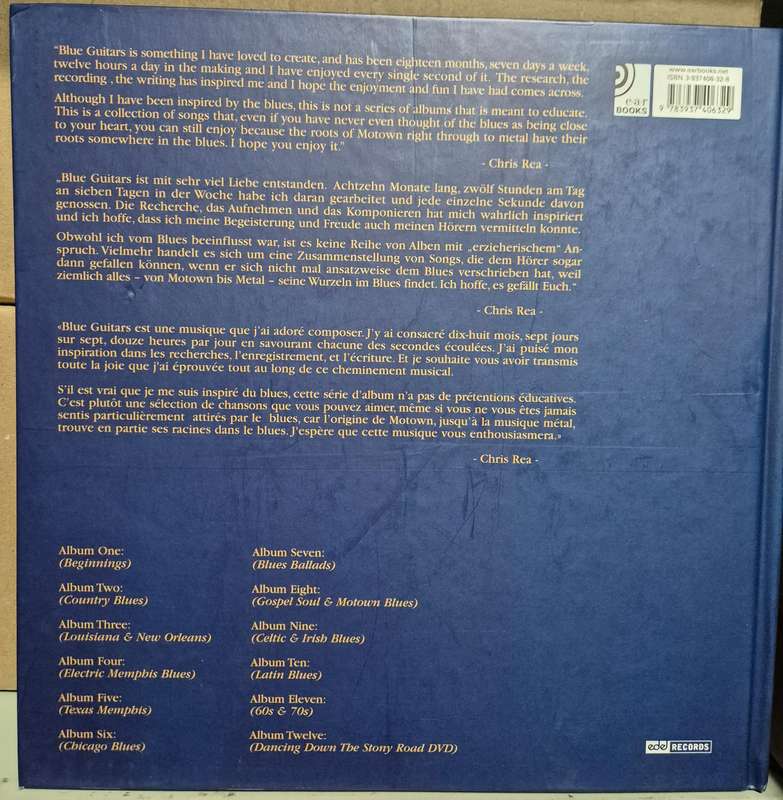 "Blue Guitars is something I have loved to create, and has been eighteen months, seven days a week,
twelve hours a day in the making and I have enjoyed every single second of it. The research, the
recording , the writing has inspired me and I hope the enjoyment and fun I have had comes across.
Although I have been inspired by the blues, this is not a series of albums that is meant to educate.
This is a collection of songs that, even if you have never even thought of the blues as being close
to your heart, you can still enjoy because the roots of Motown right through to metal have their
roots somewhere in the blues. I hope you enjoy it."
- Chris Rea -
www.earbooks.net
ISBN 3-937406-32-8
ear
BOOKS
9 783937 406329
„Blue Guitars ist mit sehr viel Liebe entstanden. Achtzehn Monate lang, zwölf Stunden am Tag
an sieben Tagen in der Woche habe ich daran gearbeitet und jede einzelne Sekunde davon
genossen. Die Recherche, das Aufnehmen und das Komponieren hat mich wahrlich inspiriert
und ich hoffe, dass ich meine Begeisterung und Freude auch meinen Hörern vermitteln konnte.
Obwohl ich vom Blues beeinflusst war, ist es keine Reihe von Alben mit „erzicherischem“ An-
spruch. Vielmehr handelt es sich um eine Zusammenstellung von Songs, die dem Hörer sogar
dann gefallen können, wenn er sich nicht mal ansatzweise dem Blues verschrieben hat, weil
ziemlich alles – von Motown bis Metal – seine Wurzeln im Blues findet. Ich hoffe, es gefällt Euch.“
- Chris Rea -
«Blue Guitars est une musique que j'ai adoré composer. J'y ai consacré dix-huit mois, sept jours
sur sept, douze heures par jour en savourant chacune des secondes écoulées. J'ai puisé mon
inspiration dans les recherches, l'enregistrement, et l'écriture. Et je souhaite vous avoir transmis
toute la joie que j'ai éprouvée tout au long de ce cheminement musical.
S'il est vrai que je me suis inspiré du blues, cette série d'album n'a pas de prétentions éducatives.
C'est plutôt une sélection de chansons que vous pouvez aimer, même si vous ne vous êtes jamais
sentis particulièrement attirés par le blues, car l'origine de Motown, jusqu'à la musique métal,
trouve en partie ses racines dans le blues. J'espère que cette musique vous enthousiasmera.»
- Chris Rea -
Album One:
(Beginnings)
Album Two:
(Country Blues)
Album Three:
(Louisiana & New Orleans)
Album Four:
(Electric Memphis Blues)
Album Five:
(Texas Memphis)
Album Six:
(Chicago Blues)
Album Seven:
(Blues Ballads)
Album Eight:
(Gospel Soul & Motown Blues)
Album Nine:
(Celtic & Irish Blues)
Album Ten:
(Latin Blues)
Album Eleven:
(60s & 70s)
Album Twelve:
(Dancing Down The Stony Road DVD)
edel RECORDS